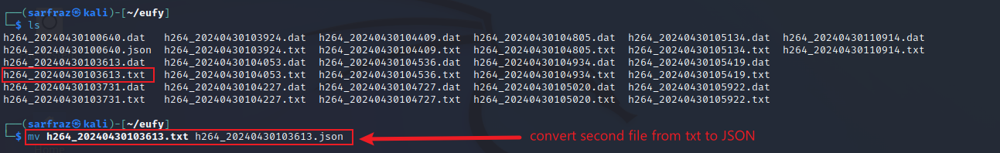 ┌──(sarfraz㉿kali)-[~/eufy]
└─$ ls
h264_20240430100640.dat h264_20240430103924.dat h264_20240430104409.dat h264_20240430104805.dat h264_20240430105134.dat h264_20240430110914.dat
h264_20240430100640.json h264_20240430103924.txt h264_20240430104409.txt h264_20240430104805.txt h264_20240430105134.txt h264_20240430110914.txt
h264_20240430103613.dat h264_20240430104053.dat h264_20240430104536.dat h264_20240430104934.dat h264_20240430105419.dat
h264_20240430103613.txt h264_20240430104053.txt h264_20240430104536.txt h264_20240430104934.txt h264_20240430105419.txt
h264_20240430103731.dat h264_20240430104227.dat h264_20240430104727.dat h264_20240430105020.dat h264_20240430105922.dat
h264_20240430103731.txt h264_20240430104227.txt h264_20240430104727.txt h264_20240430105020.txt h264_20240430105922.txt
┌──(sarfraz㉿kali)-[~/eufy]
└─$ mv h264_20240430103613.txt h264_20240430103613.json
convert second file from txt to JSON